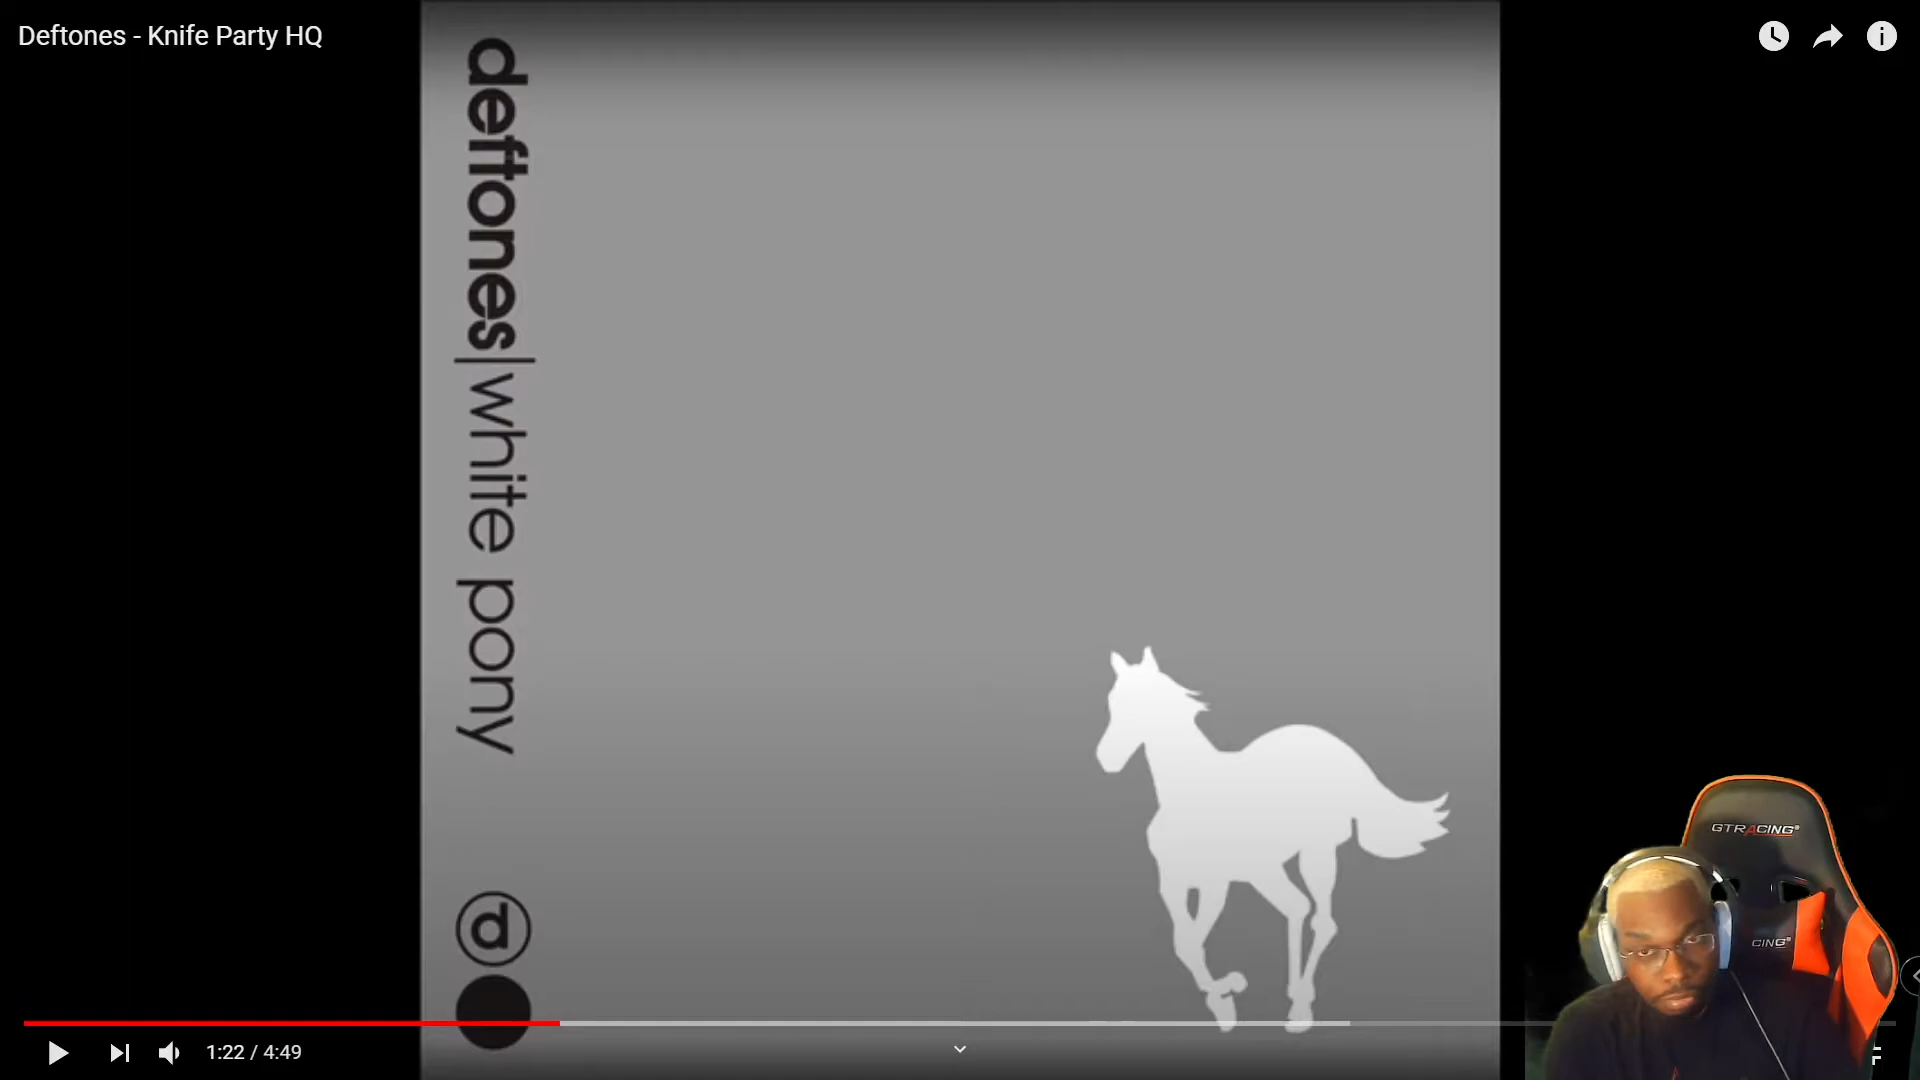 Deftones - Knife Party HQ
deftones|white pony
d
GTRACING®
CING®
1:22 / 4:49